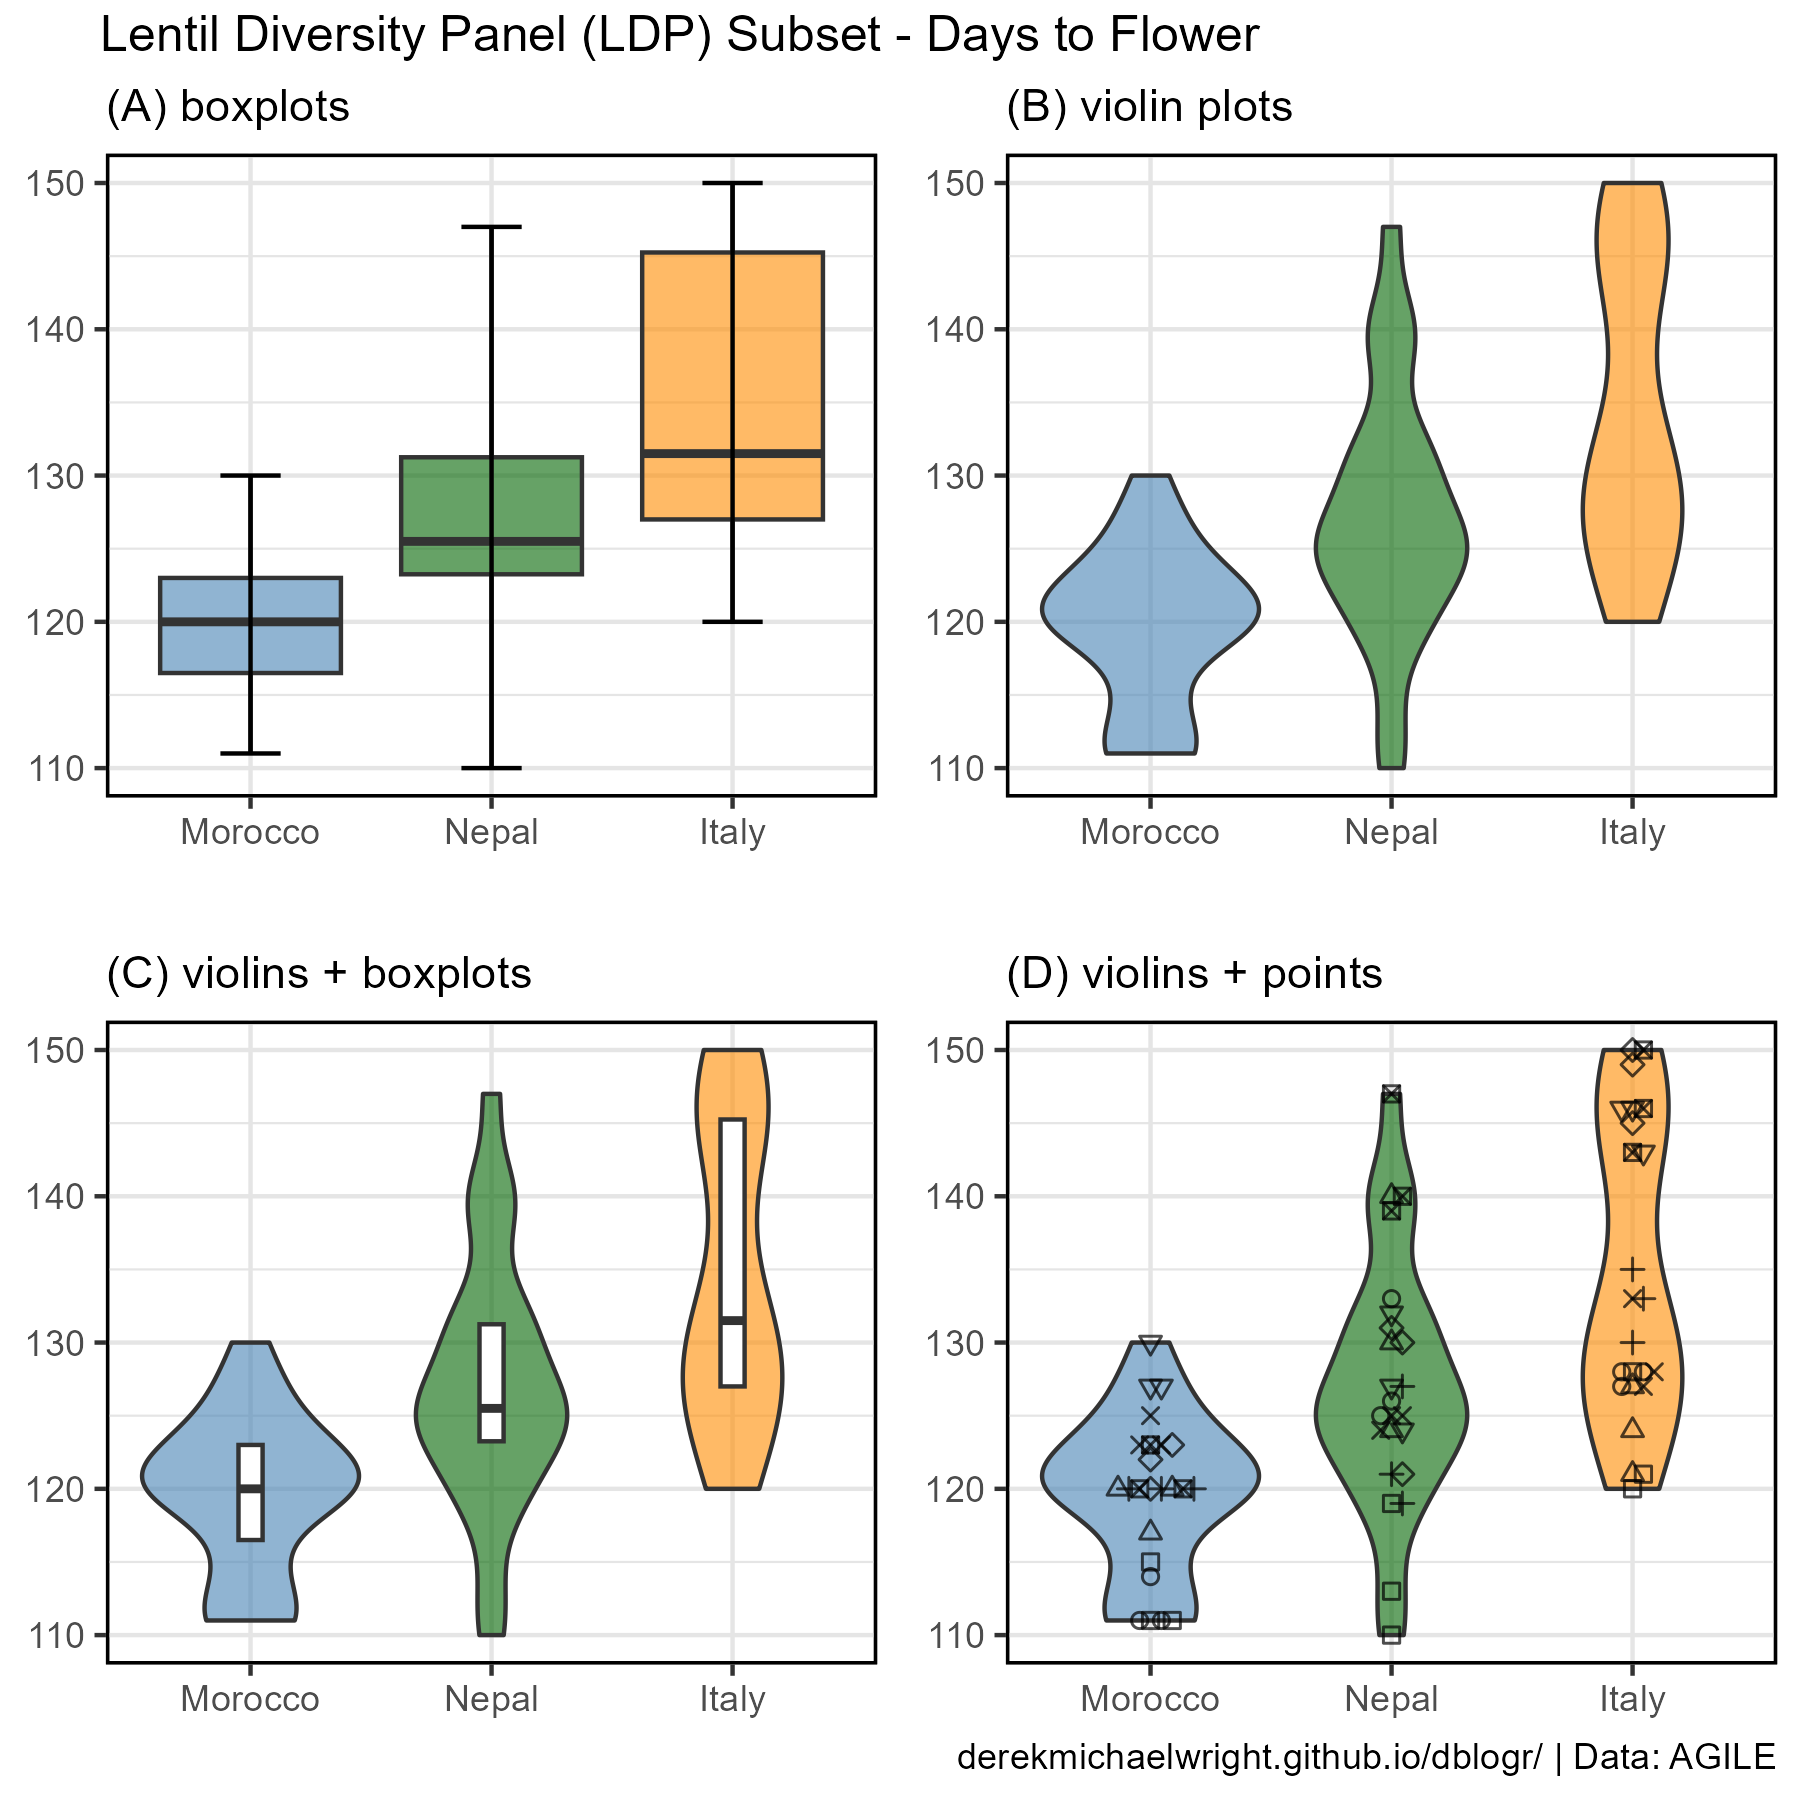 Lentil Diversity Panel (LDP) Subset - Days to Flower
(A) boxplots
150
140
130
120
110
Morocco Nepal Italy
(B) violin plots
150
140
130
120
110
Morocco Nepal Italy
(C) violins + boxplots
150
140
130
120
110
Morocco Nepal Italy
(D) violins + points
150
140
130
120
110
Morocco Nepal Italy
derekmichaelwright.github.io/dblogr/ | Data: AGILE